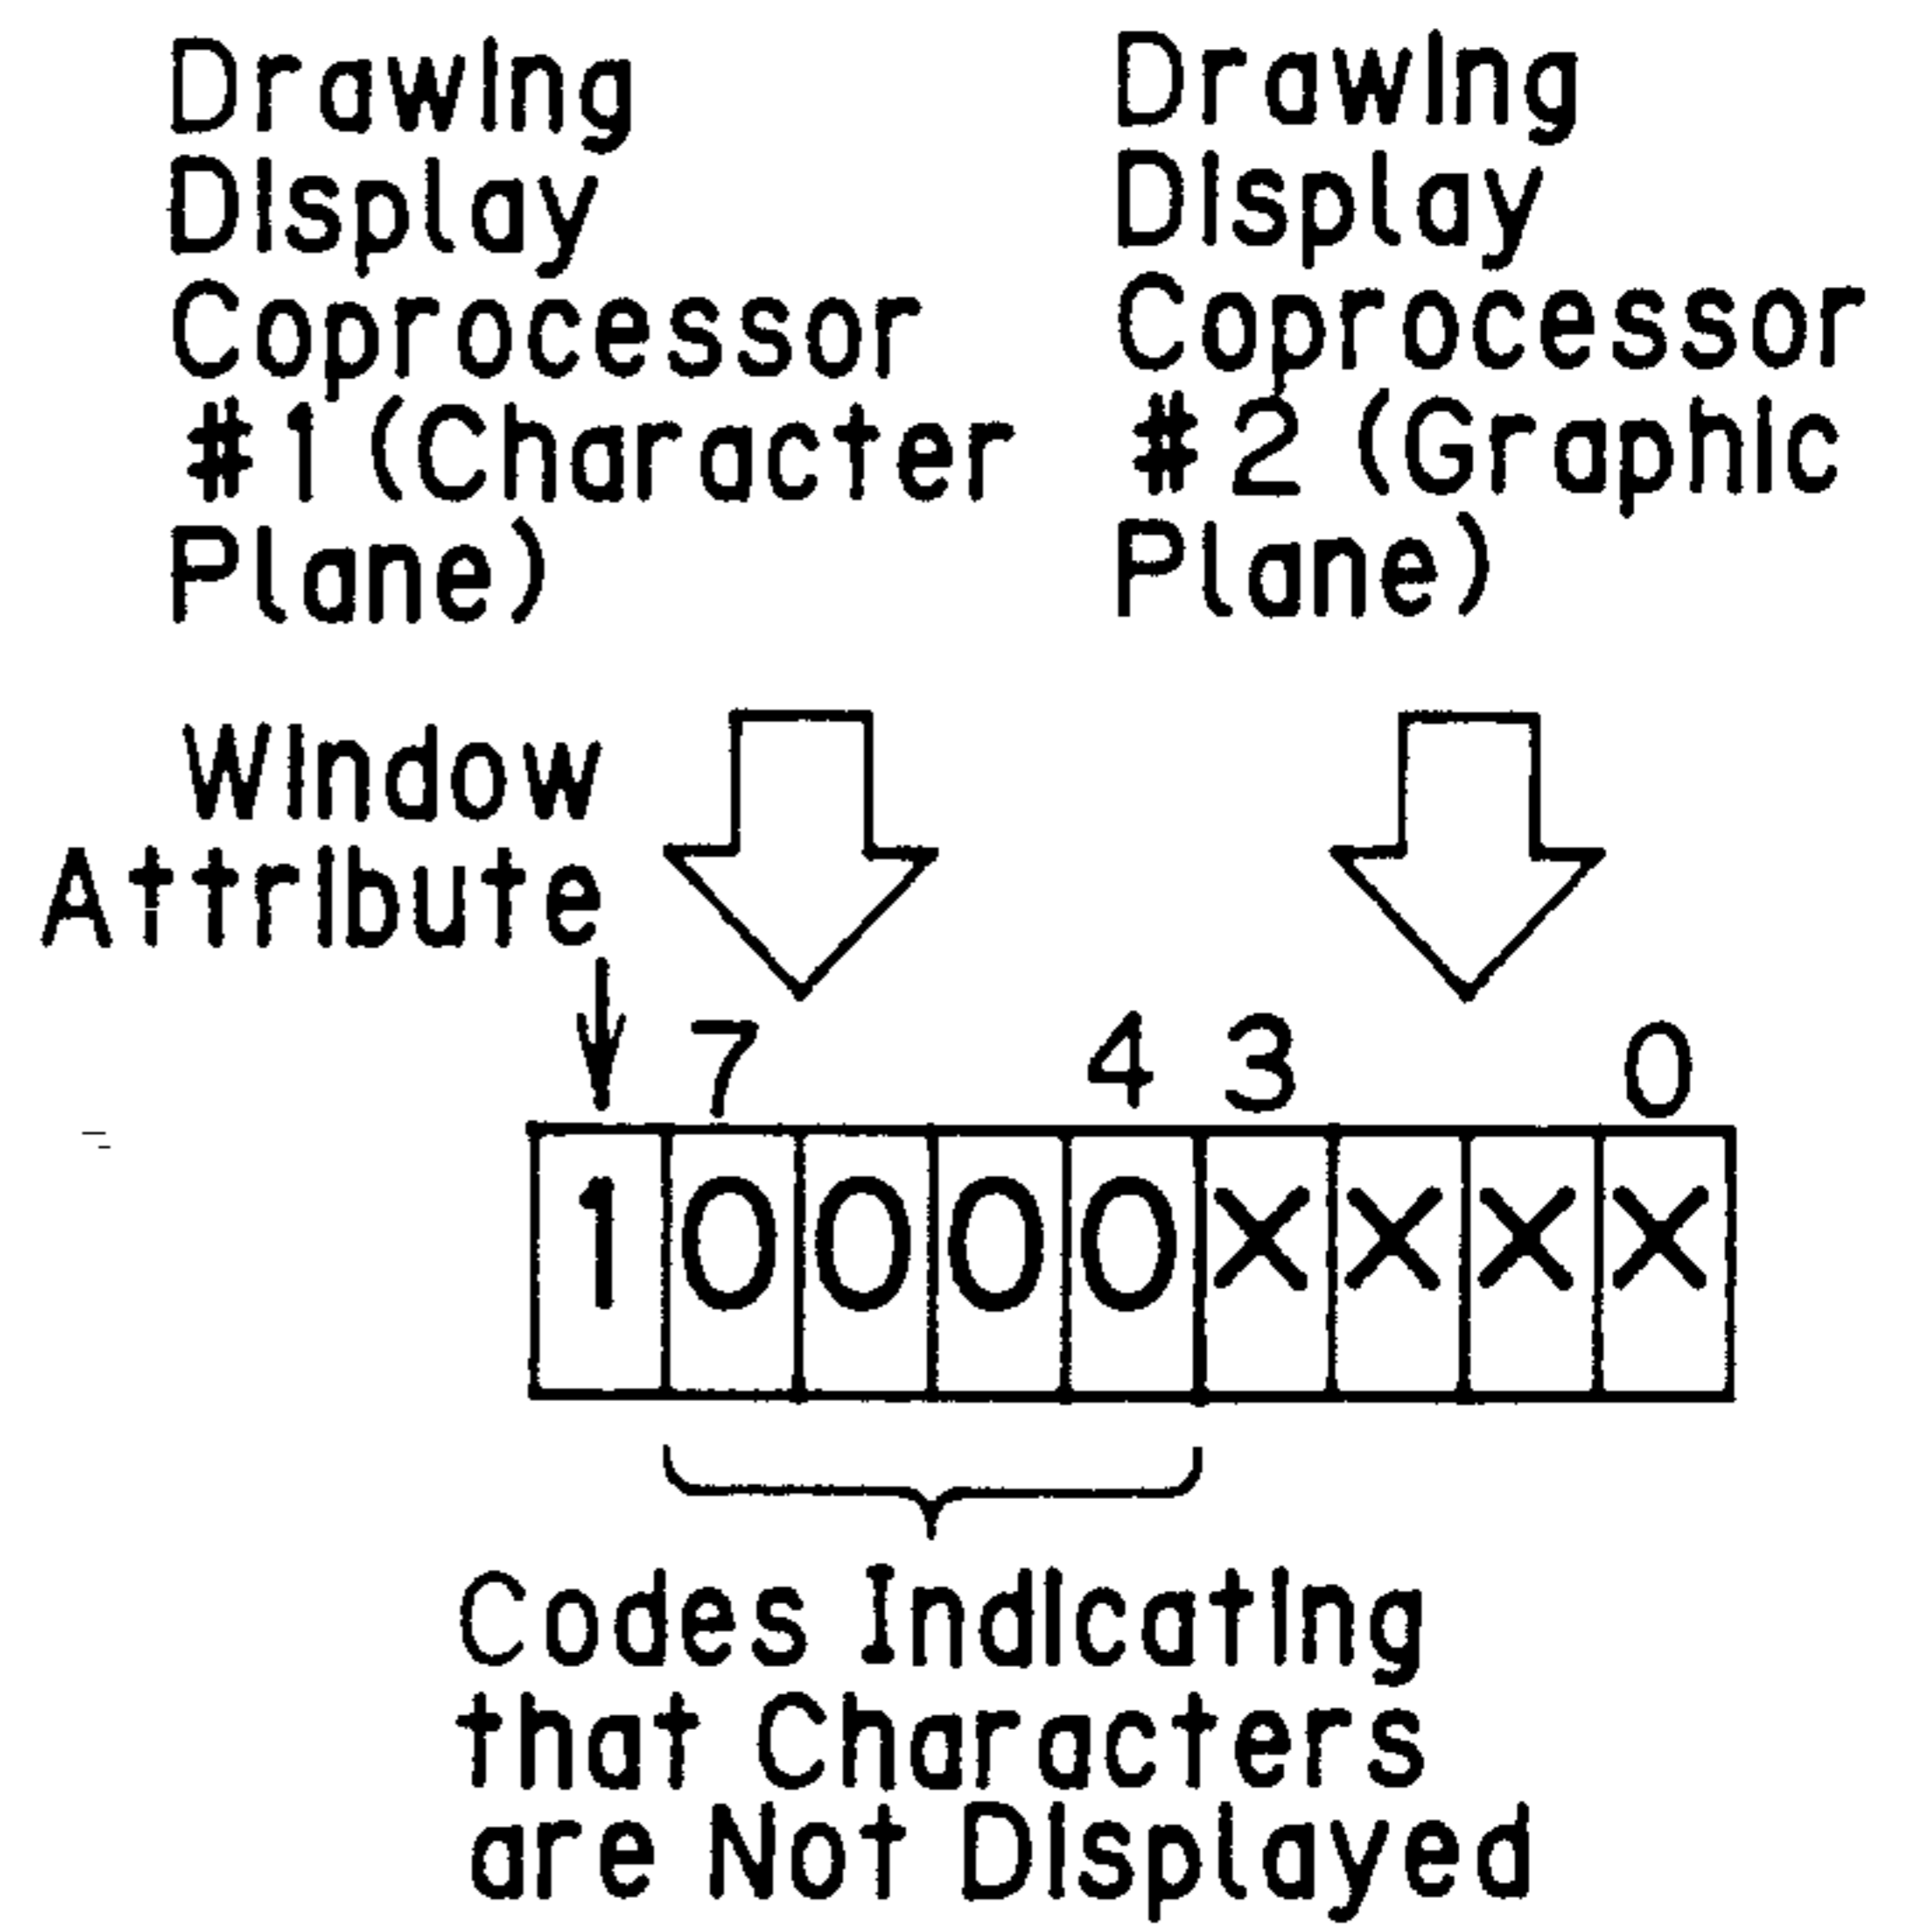 Drawing
Display
Coprocessor
#1 (Character
Plane)
Drawing
Display
Coprocessor
#2 (Graphic
Plane)
Window
Attribute
7 4 3 0
1 0 0 0 0 X X X X
Codes Indicating
that Characters
are Not Displayed